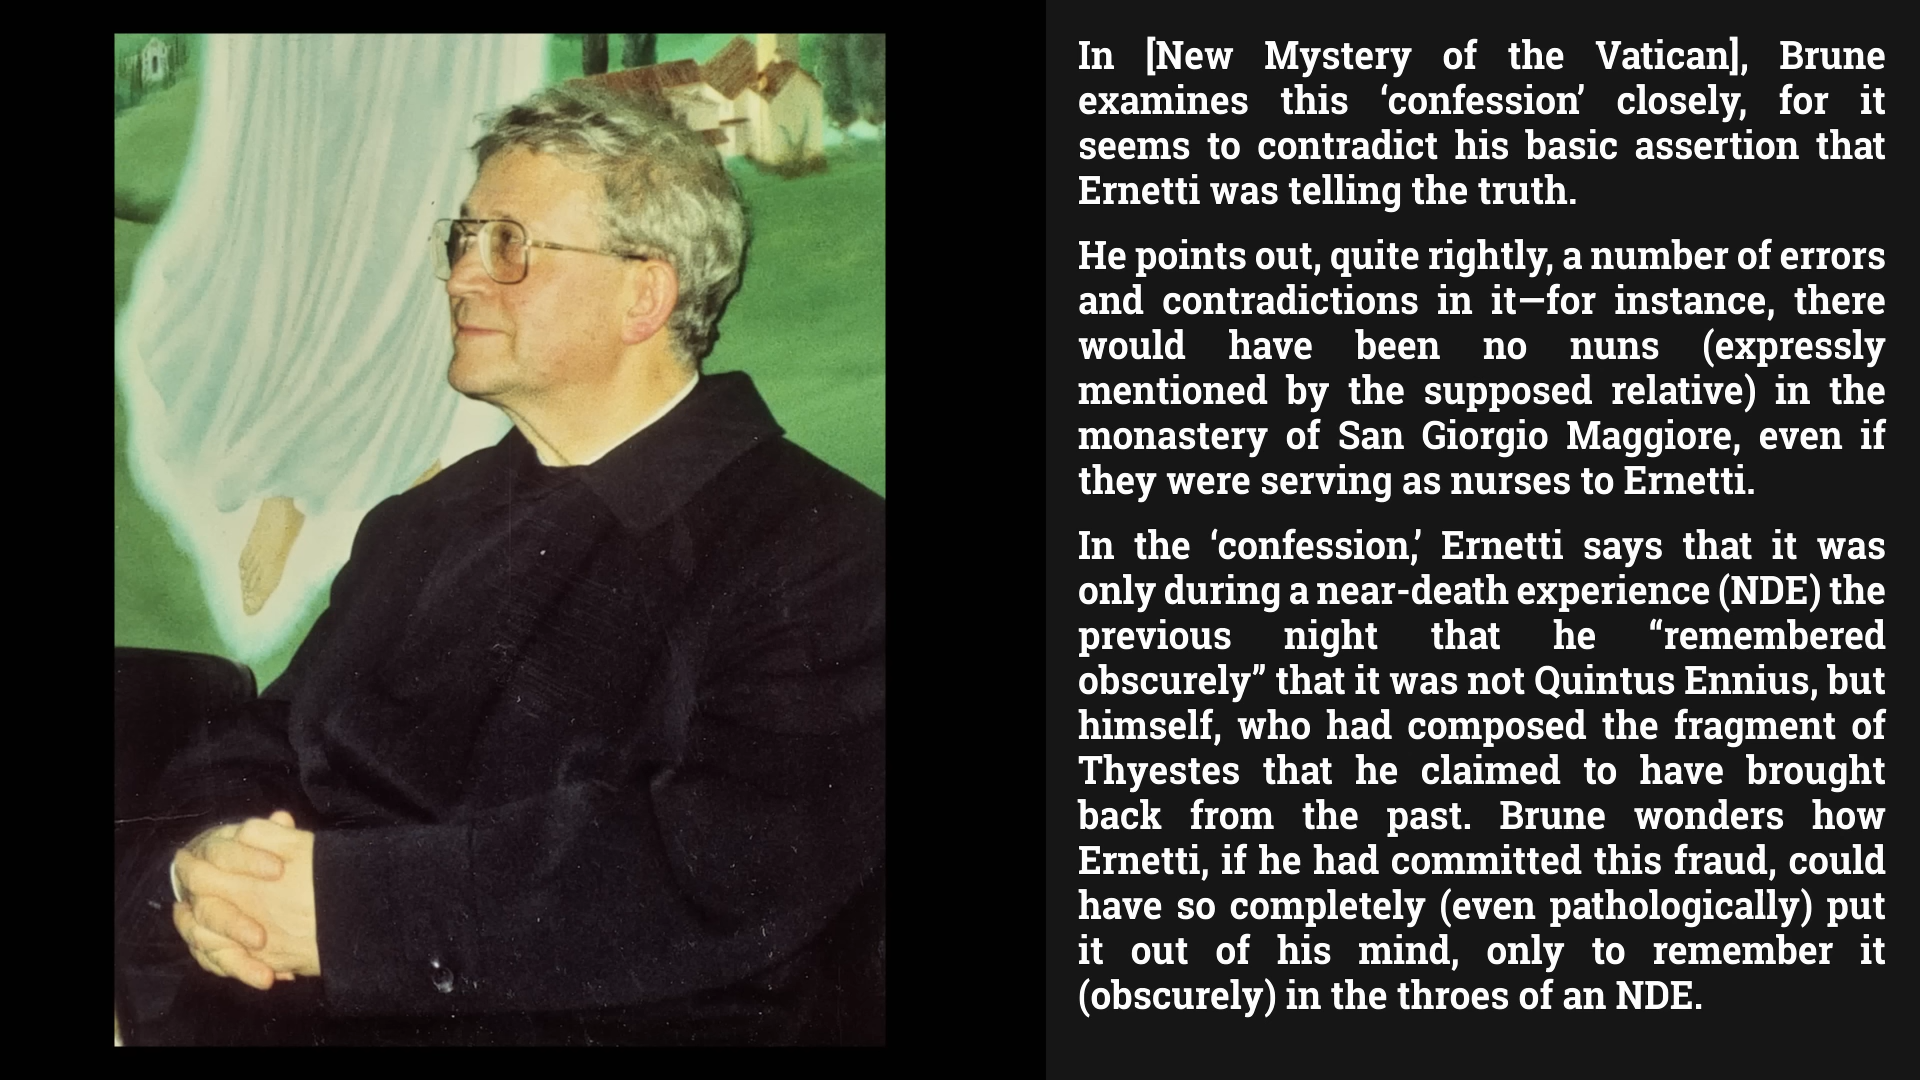 In [New Mystery of the Vatican], Brune
examines this ‘confession’ closely, for it
seems to contradict his basic assertion that
Ernetti was telling the truth.
He points out, quite rightly, a number of errors
and contradictions in it—for instance, there
would have been no nuns (expressly
mentioned by the supposed relative) in the
monastery of San Giorgio Maggiore, even if
they were serving as nurses to Ernetti.
In the ‘confession,’ Ernetti says that it was
only during a near-death experience (NDE) the
previous night that he “remembered
obscurely” that it was not Quintus Ennius, but
himself, who had composed the fragment of
Thyestes that he claimed to have brought
back from the past. Brune wonders how
Ernetti, if he had committed this fraud, could
have so completely (even pathologically) put
it out of his mind, only to remember it
(obscurely) in the throes of an NDE.